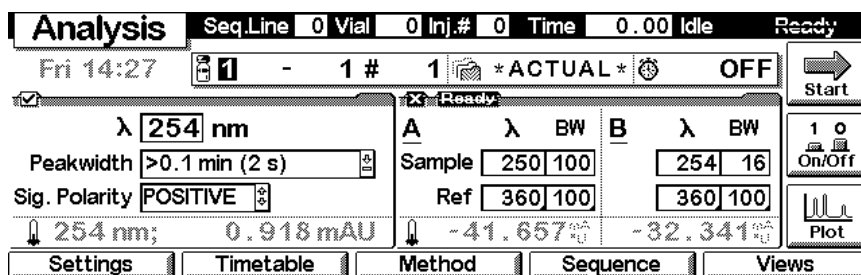 Analysis Seq.Line 0 Vial 0 Inj.# 0 Time 0.00 Idle Ready
Fri 14:27 1 - 1 # 1 *ACTUAL* OFF
Start
Ready
λ 254 nm A λ BW B λ BW
1 0
On/Off
Peakwidth >0.1 min (2 s) Sample 250 100 254 16
Sig. Polarity POSITIVE Ref 360 100 360 100
254 nm; 0.918 mAU -41.657 -32.341
Plot
Settings Timetable Method Sequence Views